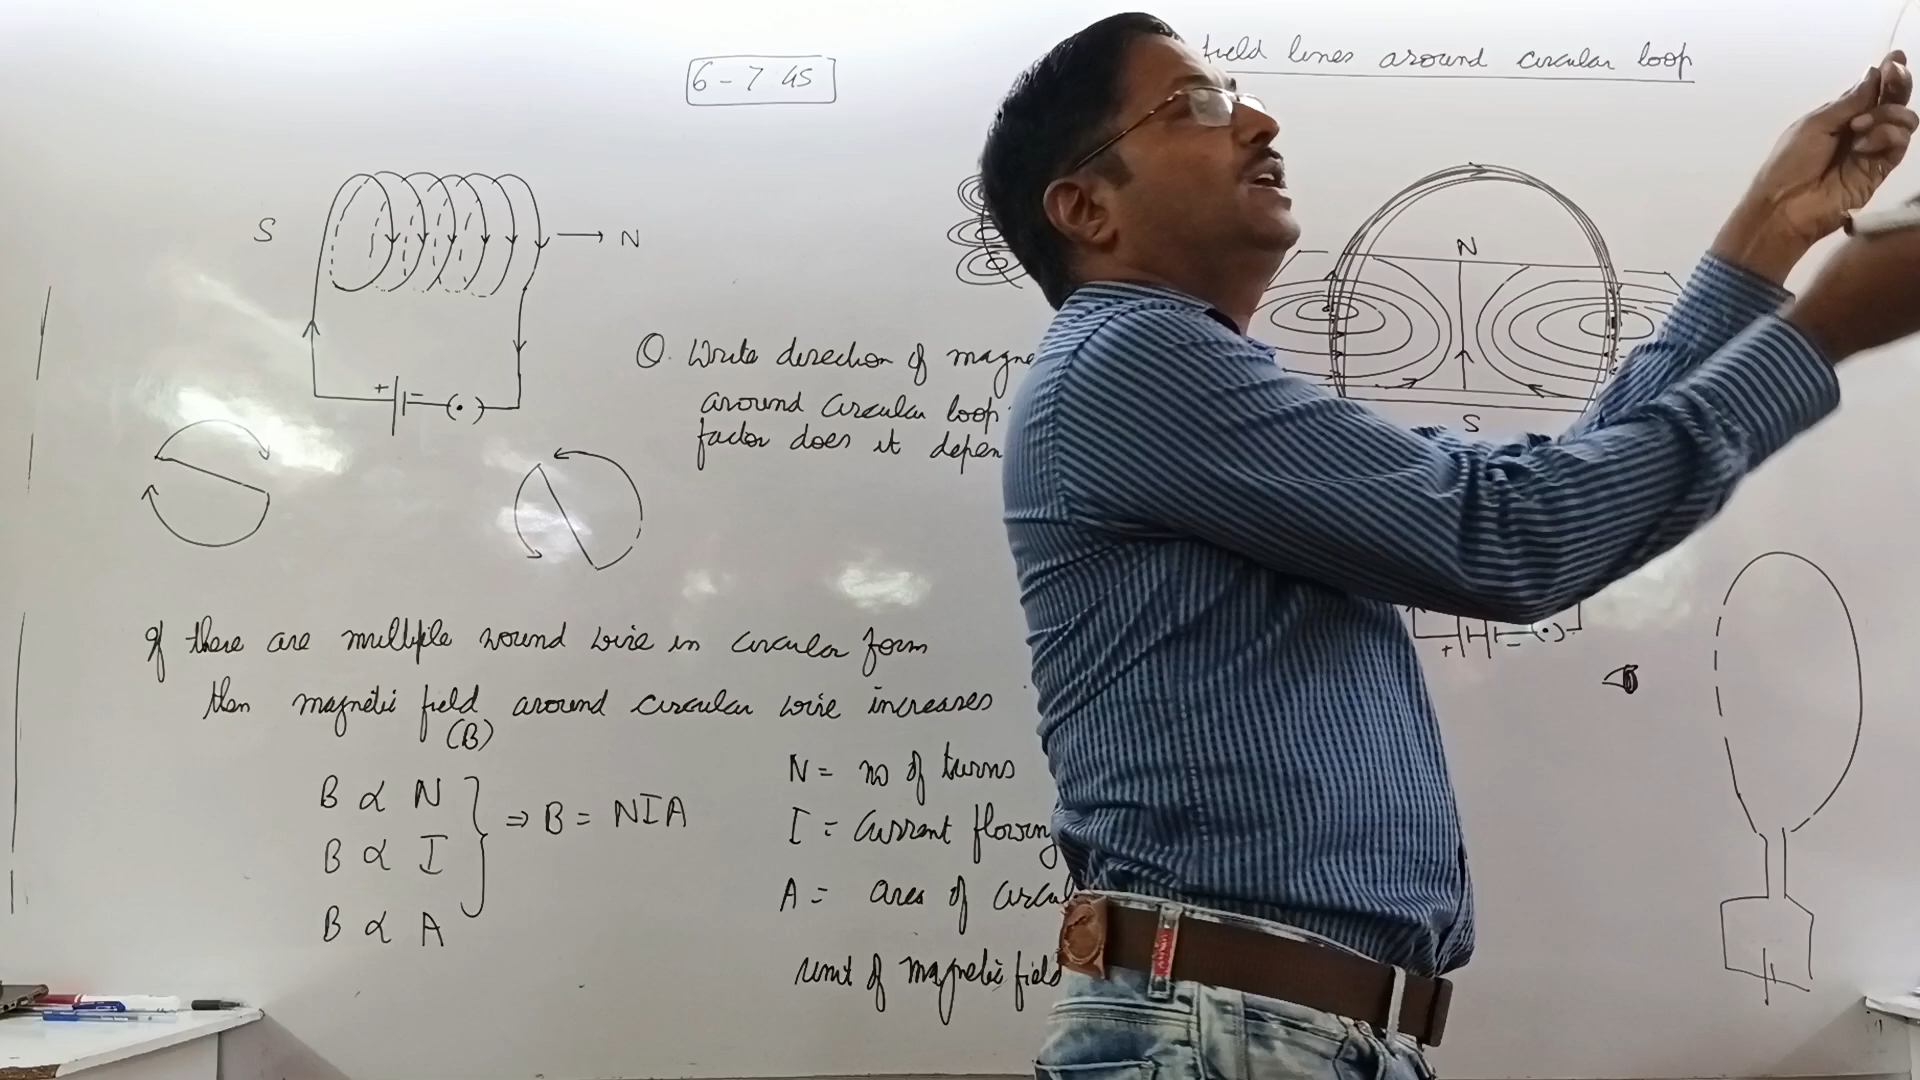 6 - 7 45
field lines around circular loop
S
N
N
S
+ -
Q. Write direction of magne
around circular loop
factor does it depen
+ -
If there are multiple wound wire in circular form
then magnetic field around circular wire increases
(B)
B ∝ N
B ∝ I
B ∝ A
⇒ B = NIA
N = no of turns
I = Current flowing
A = area of circul
unit of magnetic field